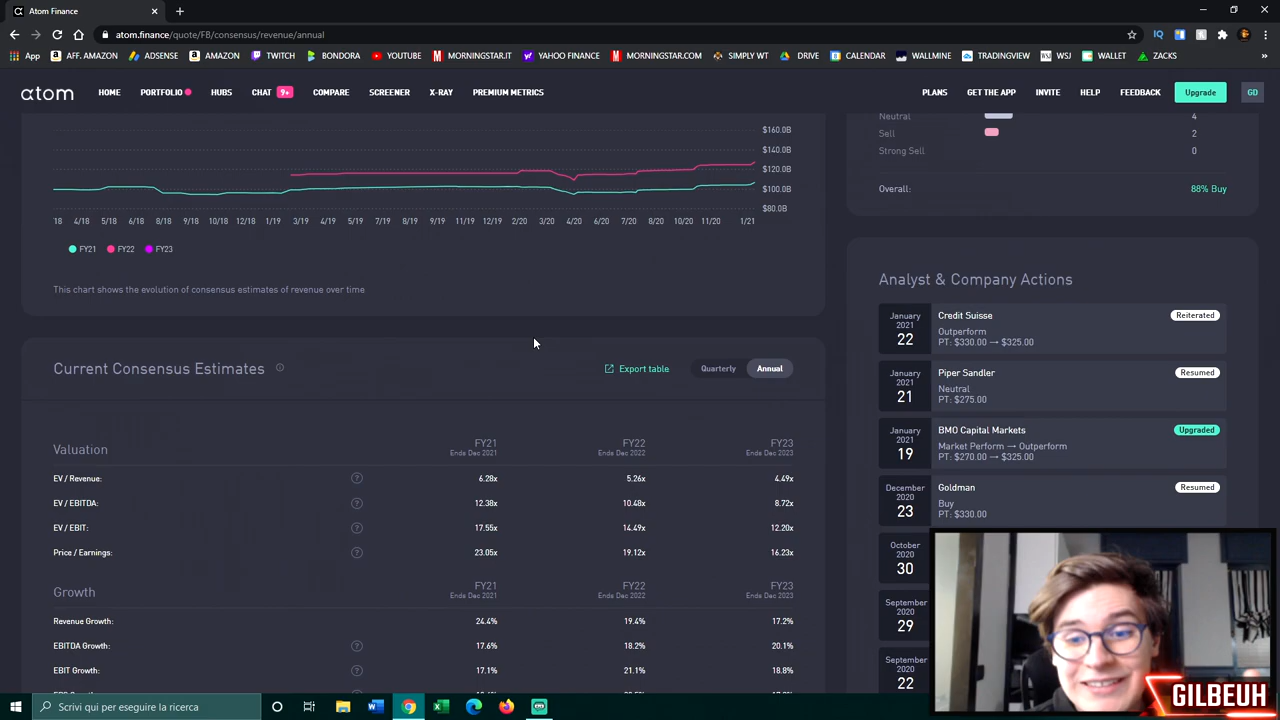 Atom Finance
atom.finance/quote/FB/consensus/revenue/annual
App AFF. AMAZON ADSENSE AMAZON TWITCH BONDORA YOUTUBE MORNINGSTAR.IT YAHOO FINANCE MORNINGSTAR.COM SIMPLY WT DRIVE CALENDAR WALLMINE TRADINGVIEW WSJ WALLET ZACKS
atom HOME PORTFOLIO HUBS CHAT 9+ COMPARE SCREENER X-RAY PREMIUM METRICS PLANS GET THE APP INVITE HELP FEEDBACK Upgrade GD
$160.0B
$140.0B
$120.0B
$100.0B
$80.0B
18 4/18 5/18 6/18 8/18 9/18 10/18 12/18 1/19 3/19 4/19 5/19 7/19 8/19 9/19 11/19 12/19 2/20 3/20 4/20 6/20 7/20 8/20 10/20 11/20 1/21
FY21 FY22 FY23
This chart shows the evolution of consensus estimates of revenue over time.
Current Consensus Estimates
Export table Quarterly Annual
Valuation FY21 FY22 FY23
Ends Dec 2021 Ends Dec 2022 Ends Dec 2023
EV / Revenue: ? 6.28x 5.26x 4.49x
EV / EBITDA: ? 12.38x 10.48x 8.72x
EV / EBIT: ? 17.55x 14.49x 12.20x
Price / Earnings: ? 23.05x 19.12x 16.23x
Growth FY21 FY22 FY23
Ends Dec 2021 Ends Dec 2022 Ends Dec 2023
Revenue Growth: 24.4% 19.4% 17.2%
EBITDA Growth: ? 17.6% 18.2% 20.1%
EBIT Growth: ? 17.1% 21.1% 18.8%
Neutral 4
Sell 2
Strong Sell 0
Overall: 88% Buy
Analyst & Company Actions
January 2021 22 Credit Suisse Reiterated
Outperform
PT: $330.00 → $325.00
January 2021 21 Piper Sandler Resumed
Neutral
PT: $275.00
January 2021 19 BMO Capital Markets Upgraded
Market Perform → Outperform
PT: $270.00 → $325.00
December 2020 23 Goldman Resumed
Buy
PT: $330.00
October 2020 30
September 2020 29
September 2020 22
GILBEUH
Scrivi qui per eseguire la ricerca